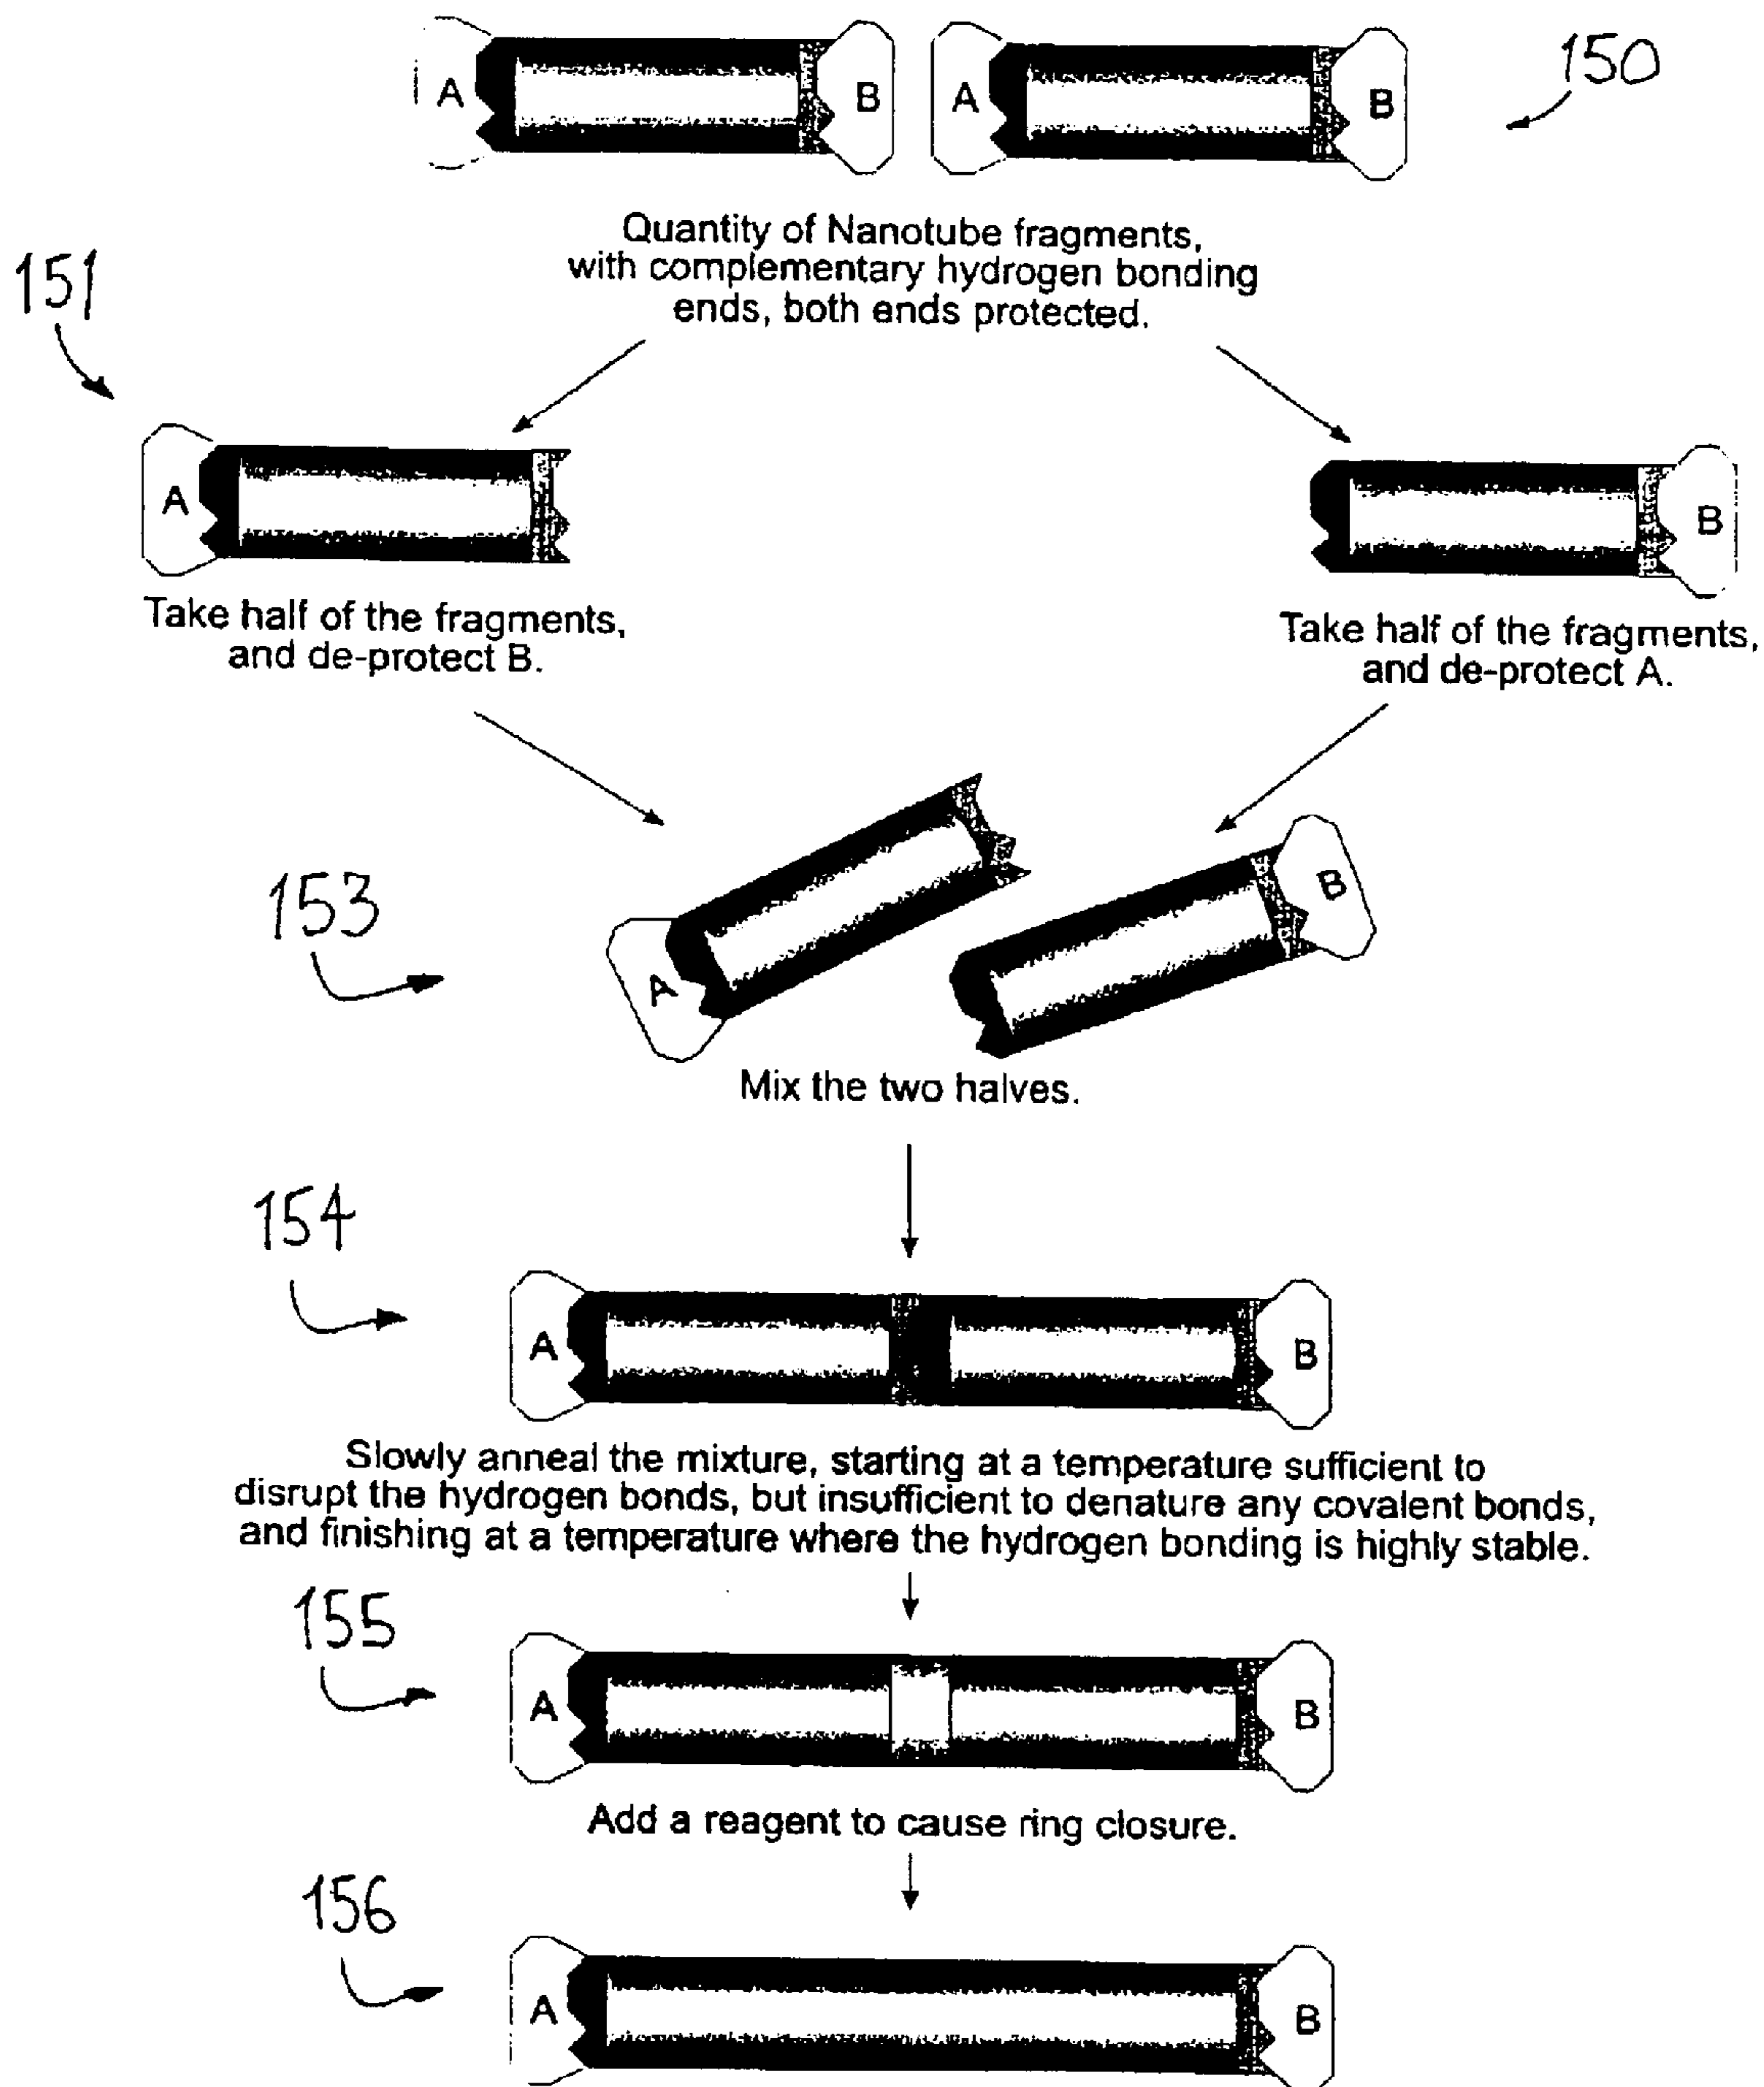 A B A B
150
Quantity of Nanotube fragments,
with complementary hydrogen bonding
ends, both ends protected.
151
A
B
Take half of the fragments,
and de-protect B.
Take half of the fragments,
and de-protect A.
153
B
A
Mix the two halves.
154
A B
Slowly anneal the mixture, starting at a temperature sufficient to
disrupt the hydrogen bonds, but insufficient to denature any covalent bonds,
and finishing at a temperature where the hydrogen bonding is highly stable.
155
A B
Add a reagent to cause ring closure.
156
A B